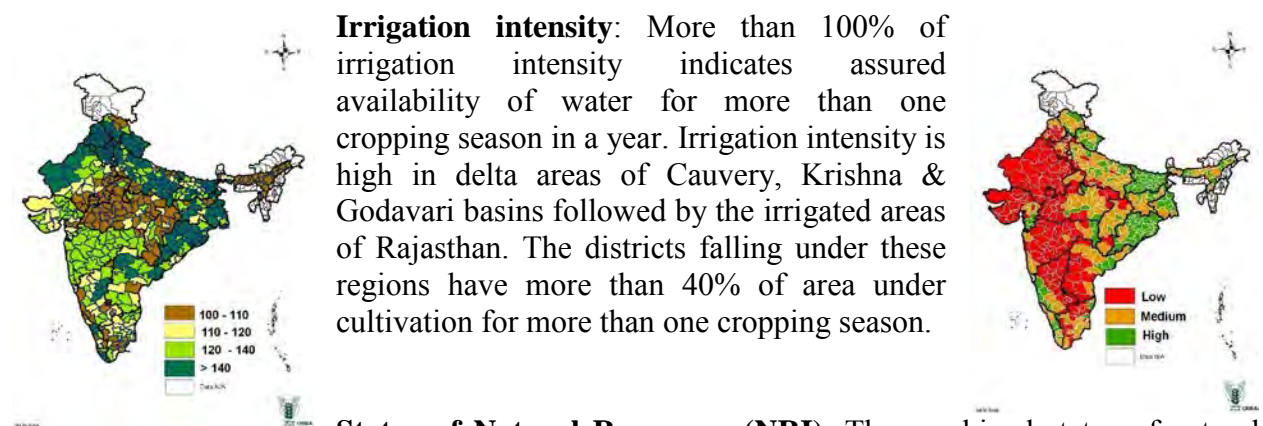 Irrigation intensity: More than 100% of
irrigation intensity indicates assured
availability of water for more than one
cropping season in a year. Irrigation intensity is
high in delta areas of Cauvery, Krishna &
Godavari basins followed by the irrigated areas
of Rajasthan. The districts falling under these
regions have more than 40% of area under
cultivation for more than one cropping season.
100 - 110
110 - 120
120 - 140
> 140
Data N/A
Low
Medium
High
Data N/A